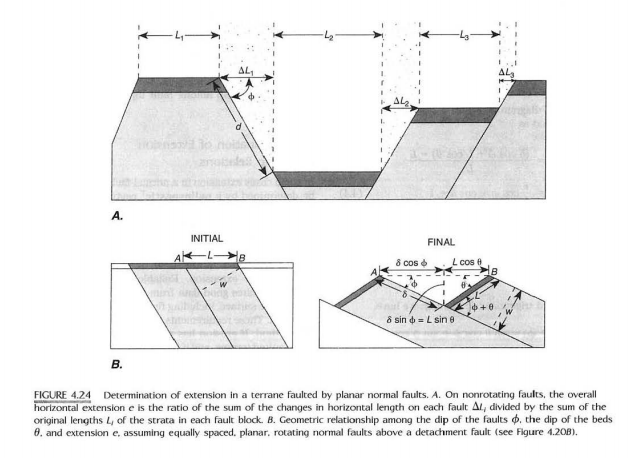 L₁
L₂
L₃
ΔL₁
ΔL₃
ϕ
ΔL₂
d
A.
INITIAL
FINAL
A L B
w
δ cos ϕ L cos θ
A B
ϕ θ
δ L
ϕ + θ
w
δ sin ϕ = L sin θ
B.
FIGURE 4.24 Determination of extension in a terrane faulted by planar normal faults. A. On nonrotating faults, the overall
horizontal extension e is the ratio of the sum of the changes in horizontal length on each fault ΔLᵢ divided by the sum of the
original lengths Lᵢ of the strata in each fault block. B. Geometric relationship among the dip of the faults ϕ, the dip of the beds
θ, and extension e, assuming equally spaced, planar, rotating normal faults above a detachment fault (see Figure 4.20B).